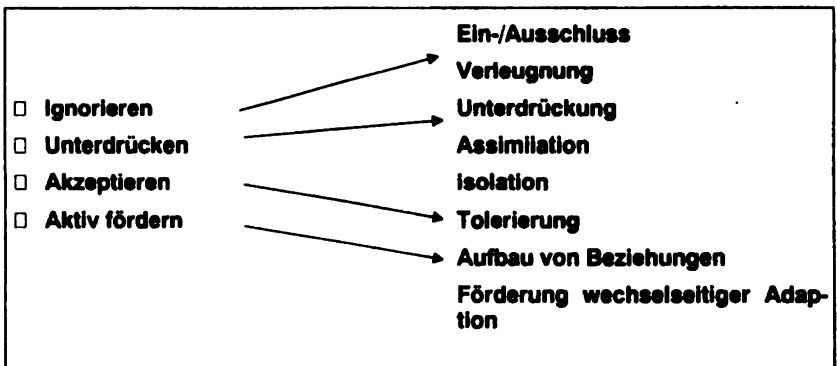 Ein-/Ausschluss
Verleugnung
□ Ignorieren
Unterdrückung
□ Unterdrücken
Assimilation
□ Akzeptieren
isolation
□ Aktiv fördern
Tolerierung
Aufbau von Beziehungen
Förderung wechselseitiger Adap-
tion